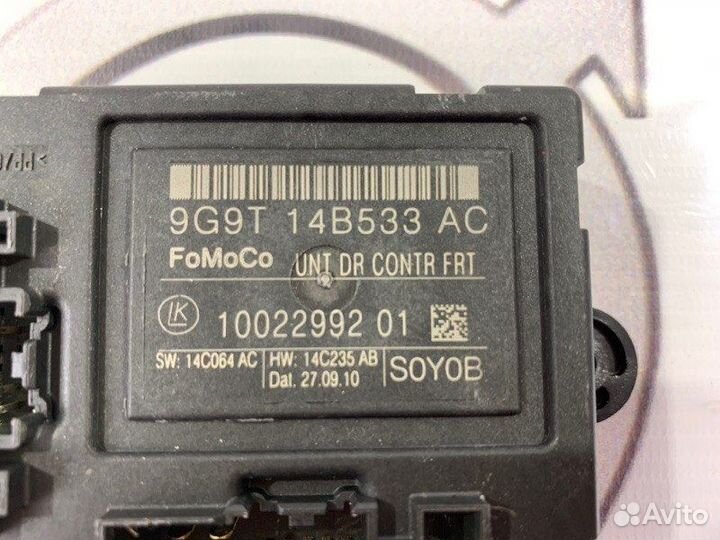 9G9T 14B533 AC
FoMoCo UNT DR CONTR FRT
LK 10022992 01
SW: 14C064 AC HW: 14C235 AB
Dat. 27.09.10 S0Y0B
Avito